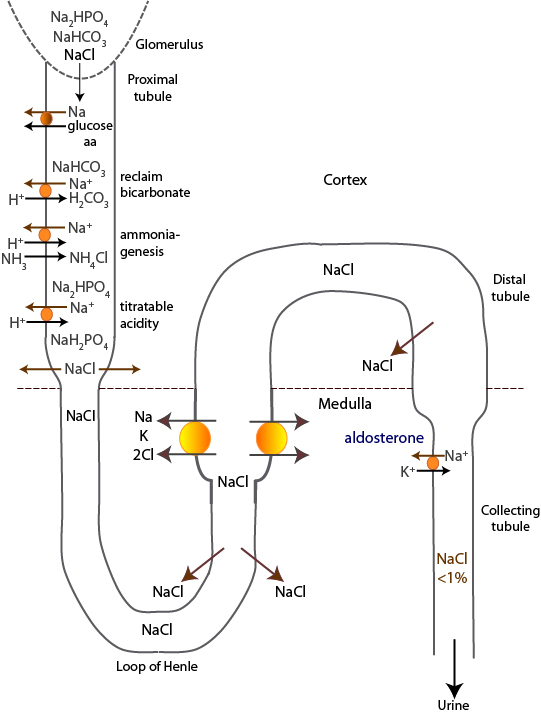 Na₂HPO₄
NaHCO₃
NaCl
Glomerulus
Proximal
tubule
Na
glucose
aa
NaHCO₃
Na⁺
H⁺
H₂CO₃
reclaim
bicarbonate
Na⁺
H⁺
NH₃
NH₄Cl
ammonia-
genesis
Na₂HPO₄
Na⁺
H⁺
titratable
acidity
NaH₂PO₄
NaCl
Cortex
NaCl
Distal
tubule
NaCl
NaCl
Medulla
Na
K
2Cl
NaCl
aldosterone
Na⁺
K⁺
Collecting
tubule
NaCl
<1%
NaCl
NaCl
NaCl
Loop of Henle
Urine